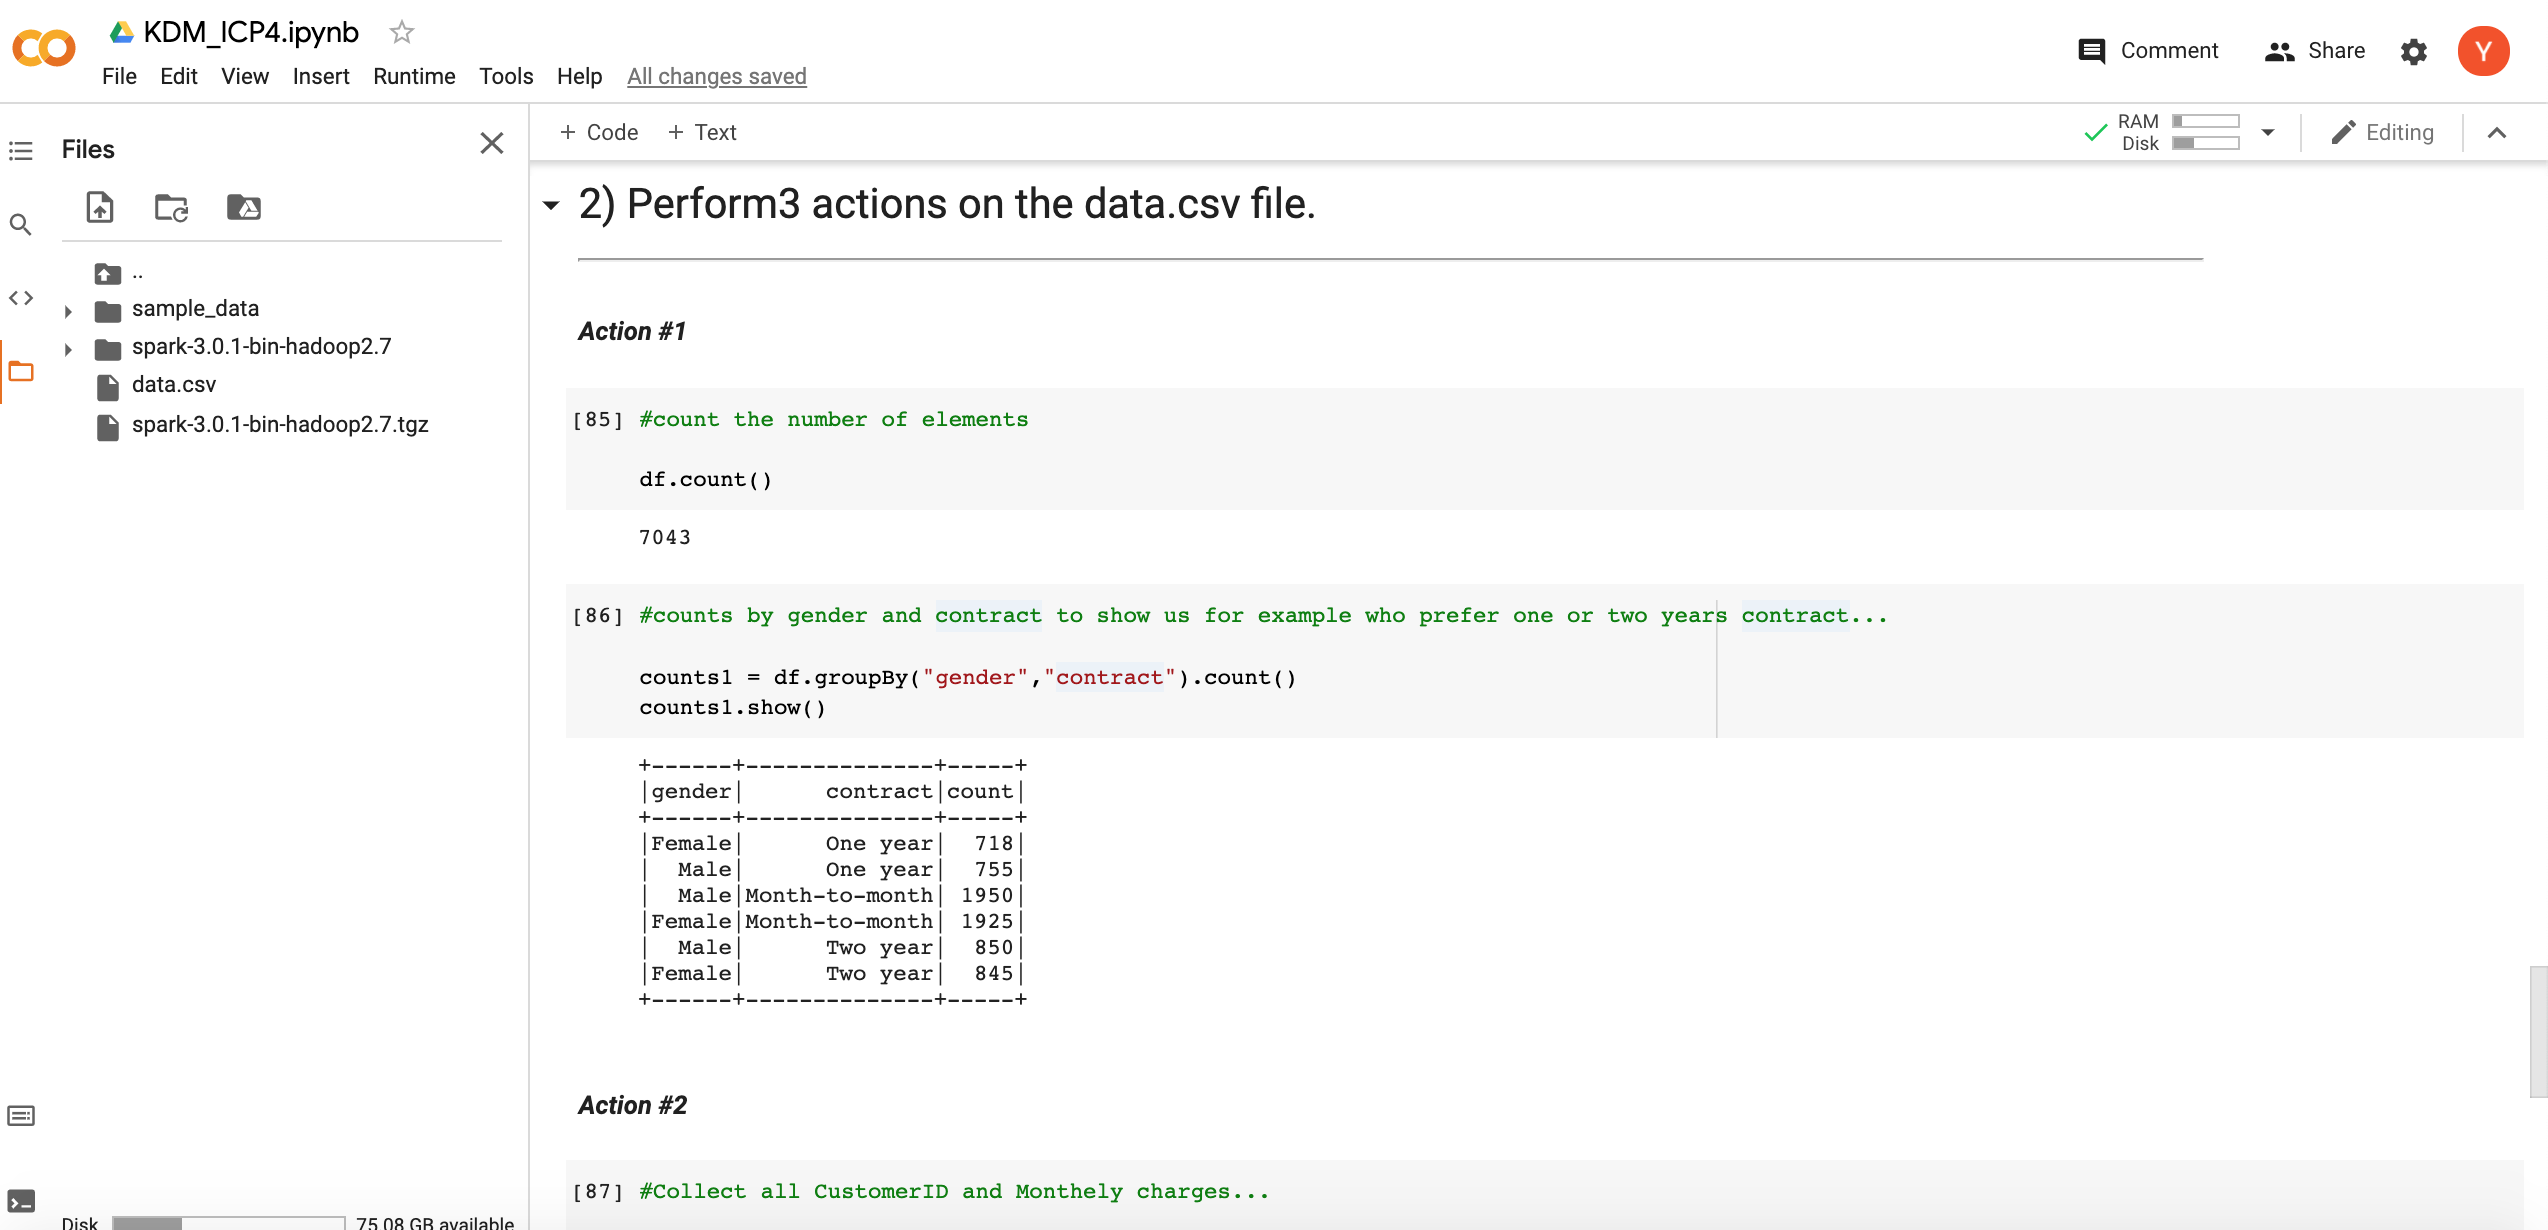 KDM_ICP4.ipynb
File Edit View Insert Runtime Tools Help All changes saved
Comment Share Y
Files
+ Code + Text
RAM
Disk
Editing
..
sample_data
spark-3.0.1-bin-hadoop2.7
data.csv
spark-3.0.1-bin-hadoop2.7.tgz
Disk 75.08 GB available
2) Perform3 actions on the data.csv file.
Action #1
[85] #count the number of elements
df.count()
7043
[86] #counts by gender and contract to show us for example who prefer one or two years contract...
counts1 = df.groupBy("gender","contract").count()
counts1.show()
+------+--------------+-----+
|gender|      contract|count|
+------+--------------+-----+
|Female|      One year|  718|
|  Male|      One year|  755|
|  Male|Month-to-month| 1950|
|Female|Month-to-month| 1925|
|  Male|      Two year|  850|
|Female|      Two year|  845|
+------+--------------+-----+
Action #2
[87] #Collect all CustomerID and Monthely charges...